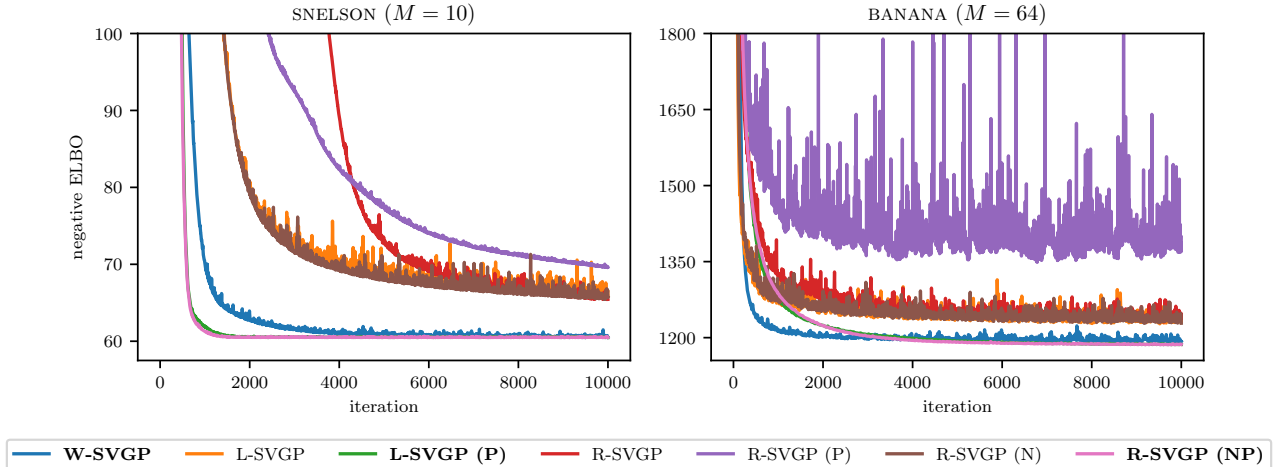 SNELSON (M = 10)
BANANA (M = 64)
negative ELBO
100
90
80
70
60
0 2000 4000 6000 8000 10000
iteration
1800
1650
1500
1350
1200
0 2000 4000 6000 8000 10000
iteration
W-SVGP L-SVGP L-SVGP (P) R-SVGP R-SVGP (P) R-SVGP (N) R-SVGP (NP)